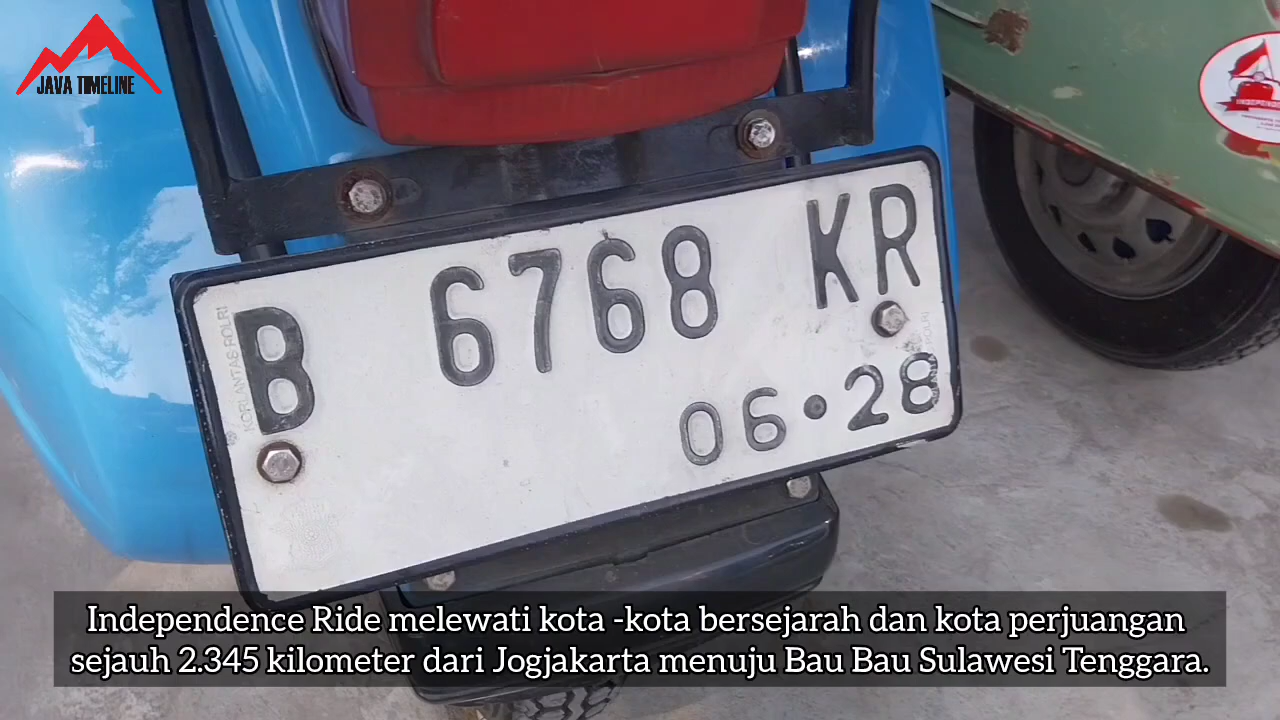 JAVA TIMELINE
B 6768 KR
06•28
KORLANTAS POLRI
Independence Ride melewati kota -kota bersejarah dan kota perjuangan
sejauh 2.345 kilometer dari Jogjakarta menuju Bau Bau Sulawesi Tenggara.